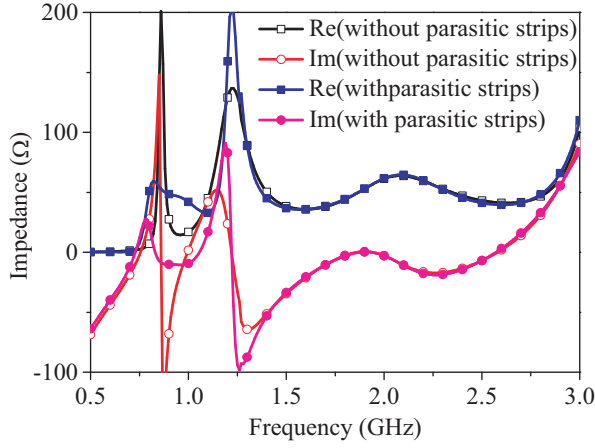 200
100
0
-100
Impedance (Ω)
Re(without parasitic strips)
Im(without parasitic strips)
Re(withparasitic strips)
Im(with parasitic strips)
0.5 1.0 1.5 2.0 2.5 3.0
Frequency (GHz)